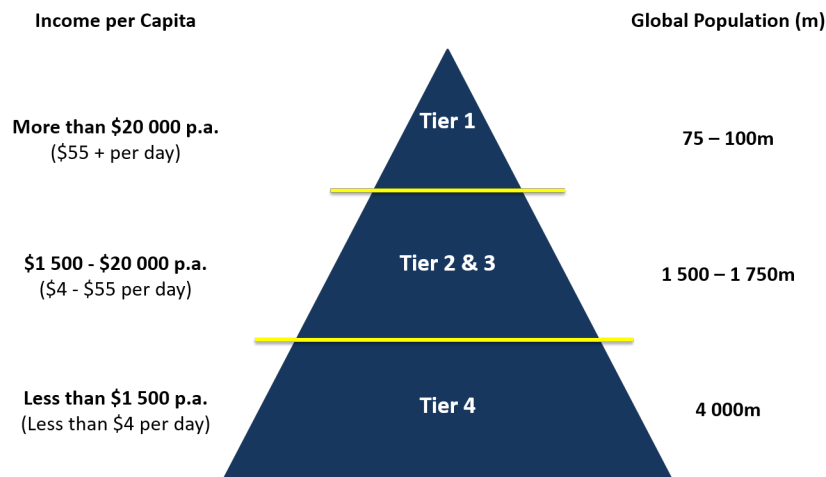 Income per Capita
Global Population (m)
More than $20 000 p.a.
($55 + per day)
Tier 1
75 – 100m
$1 500 - $20 000 p.a.
($4 - $55 per day)
Tier 2 & 3
1 500 – 1 750m
Less than $1 500 p.a.
(Less than $4 per day)
Tier 4
4 000m